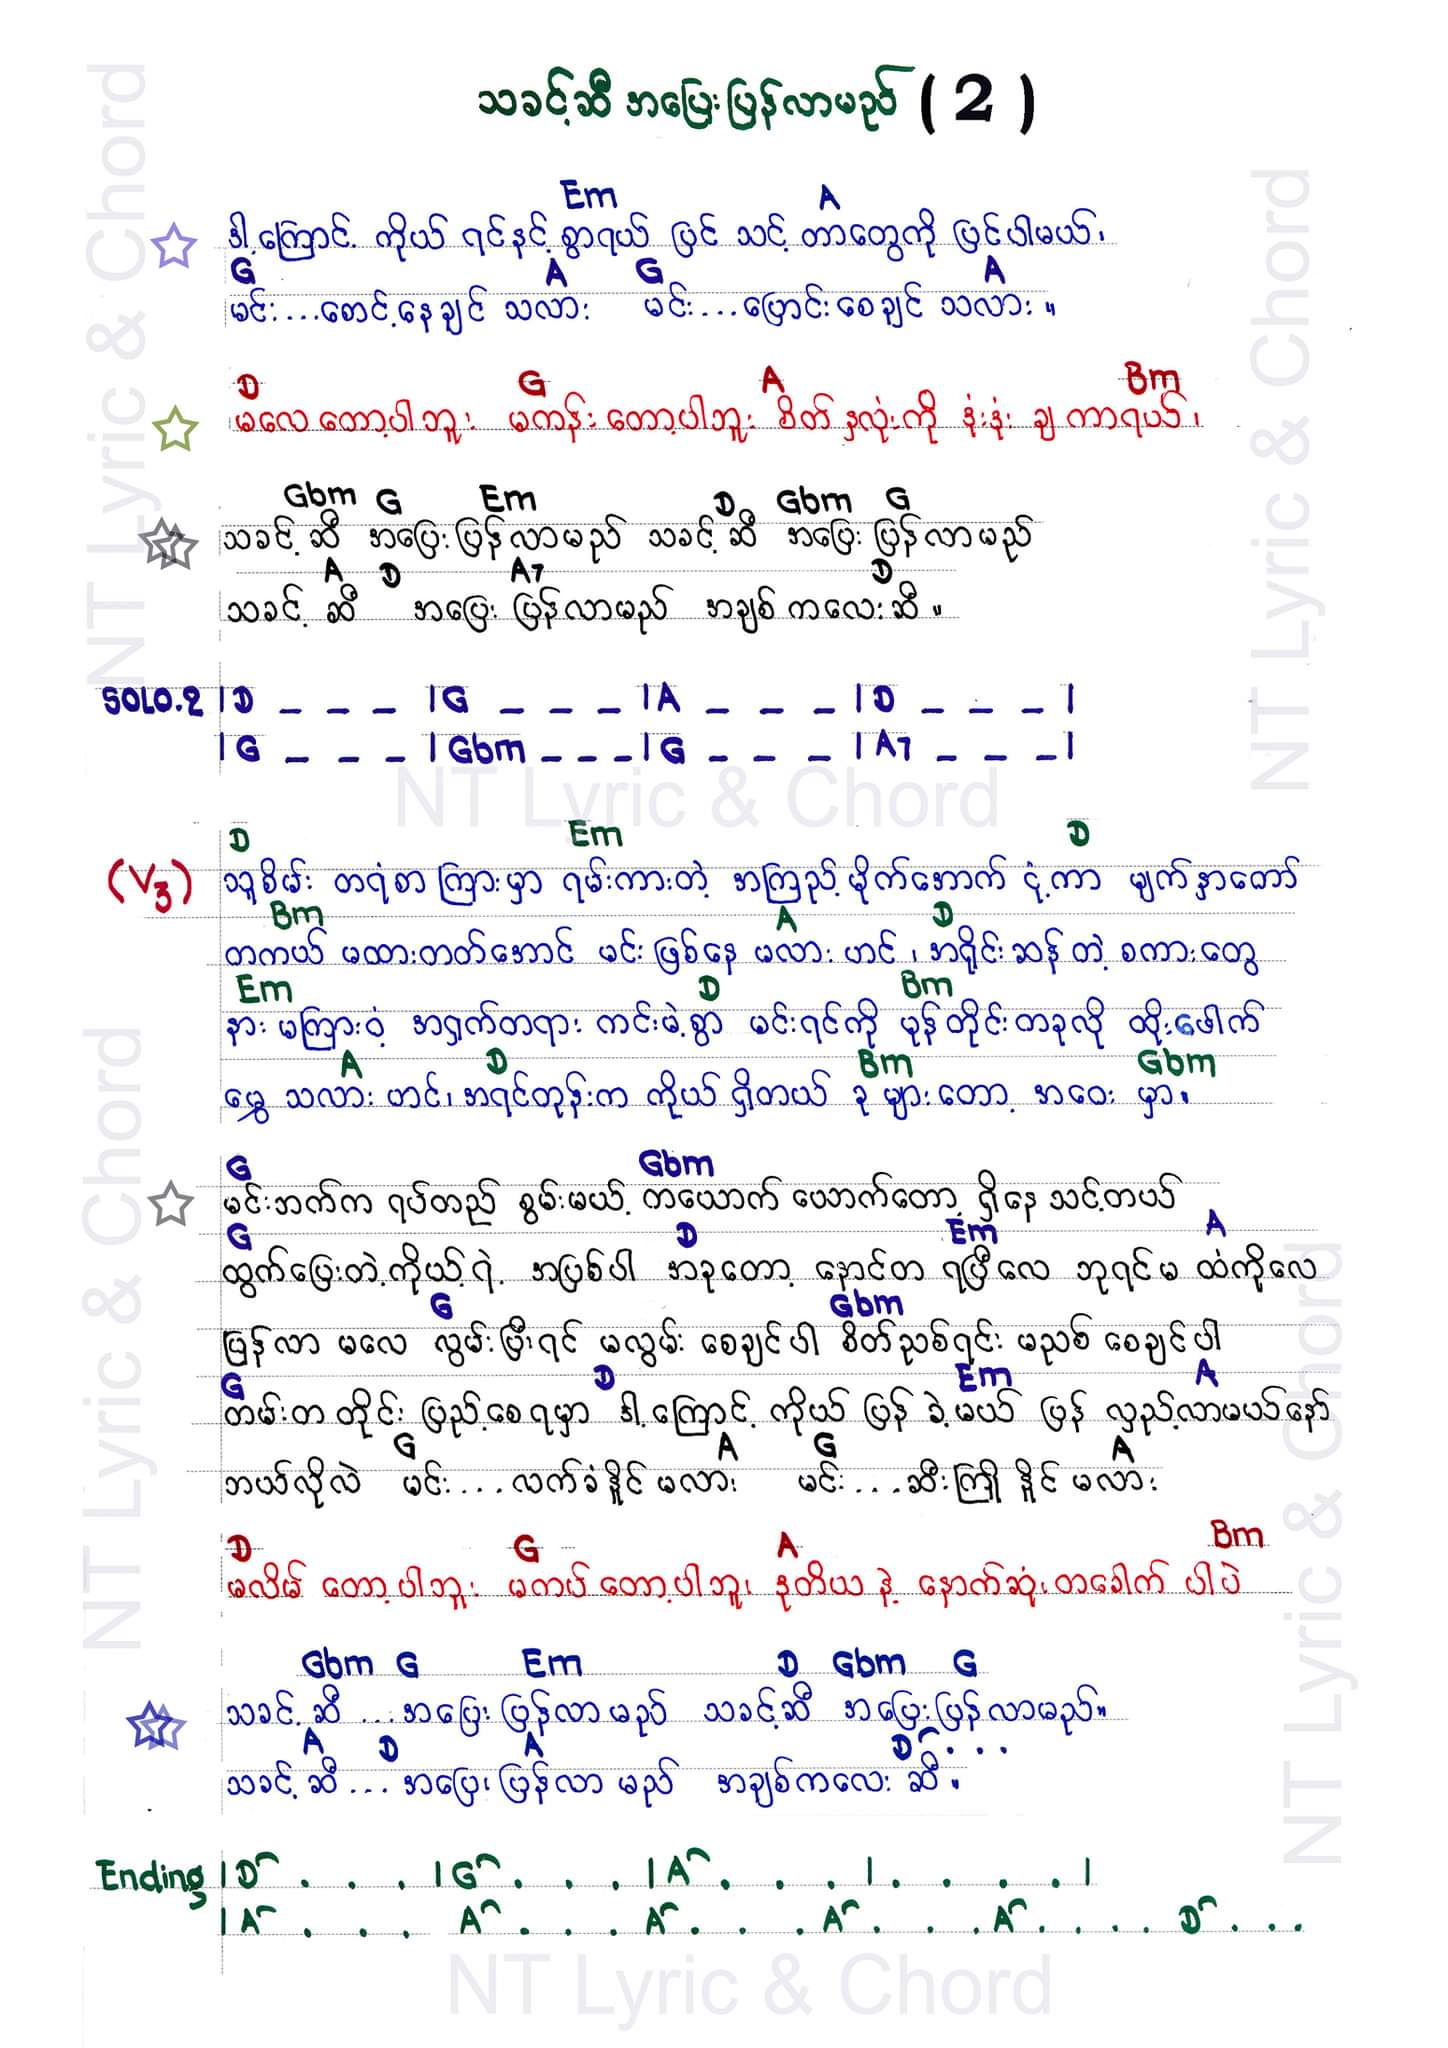 သခင့်ဆီ အပြေးပြန်လာမည် ( 2 )
Em A
ဒါ့ကြောင့် ကိုယ် ရင်နင့်စွာရယ် ဖြင့် သင့် တာတွေကို ဖြင့်ပါမယ်၊
G A G A
မင်း...စောင့်နေချင် သလား မင်း...ပြောင်းစေချင် သလား ။
D G A Bm
မလေ တော့ပါဘူး မကန်း တော့ပါဘူး စိတ်နှလုံးကို နုံးနုံး ချ ကာရယ်၊
Gbm G Em D Gbm G
သခင့် ဆီ အပြေး ပြန်လာမည် သခင့် ဆီ အပြေး ပြန်လာမည်
A D A7 D
သခင့် ဆီ အပြေး ပြန်လာမည် အချစ် ကလေးဆီ ။
SOLO.2 | D _ _ _ | G _ _ _ | A _ _ _ | D _ _ _ |
| G _ _ _ | Gbm _ _ _ | G _ _ _ | A7 _ _ _ |
D Em D
(V3) သူစိမ်း တရံစာ ကြားမှာ ရမ်းကားတဲ့ အကြည့်မိုက်အောက် ငုံ့ကာ မျက်နှာတော်
Bm A D
တကယ် မထားတတ်အောင် မင်းဖြစ်နေ မလား ဟင် ၊ အရိုင်းဆန် တဲ့ စကားတွေ
Em D Bm
နား မကြားဝံ့ အရှက်တရား ကင်းမဲ့စွာ မင်းရင်ကို မုန်တိုင်းတခုလို ထိုးဖေါက်
A D Bm Gbm
မွှေ သလား ဟင်၊ အရင်တုန်းက ကိုယ် ရှိတယ် ခု များတော့ အဝေး မှာ။
G Gbm
မင်းဘက်က ရပ်တည် စွမ်းမယ့် တယောက် ယောက်တော့ ရှိနေ သင့်တယ်
G D Em A
ထွက်ပြေးတဲ့ကိုယ့်ရဲ့ အပြစ်ပါ အခုတော့ နောင်တ ရပြီလေ ဘုရင်မ ထံကိုလေ
G Gbm
ပြန်လာ မလေ လွမ်းပြီးရင် မလွမ်း စေချင်ပါ စိတ်ညစ်ရင်း မညစ် စေချင်ပါ
G D Em A
တမ်းတ တိုင်း ပြည့်စေရမှာ ဒါ့ကြောင့် ကိုယ် ပြန် ခဲ့မယ် ပြန် လှည့်လာမယ်နော်
G A G A
ဘယ်လိုလဲ မင်း...လက်ခံနိူင် မလား မင်း...ဆီးကြို နိူင် မလား
D G A Bm
မလိမ် တော့ပါဘူး မကပ် တော့ပါဘူး ဒုတိယ နဲ့ နောက်ဆုံးတခေါက် ပါပဲ
Gbm G Em D Gbm G
သခင့် ဆီ ...အပြေး ပြန်လာမည် သခင့်ဆီ အပြေးပြန်လာမည်။
A D A D . . .
သခင့် ဆီ ... အပြေး ပြန်လာ မည် အချစ်ကလေး ဆီ ။
Ending | D . . . | G . . . | A . . . | . . . . |
| A . . . A . . . A . . . A . . . A . . . . D . . .
NT Lyric & Chord
NT Lyric & Chord
NT Lyric & Chord
NT Lyric & Chord
NT Lyric & Chord
NT Lyric & Chord